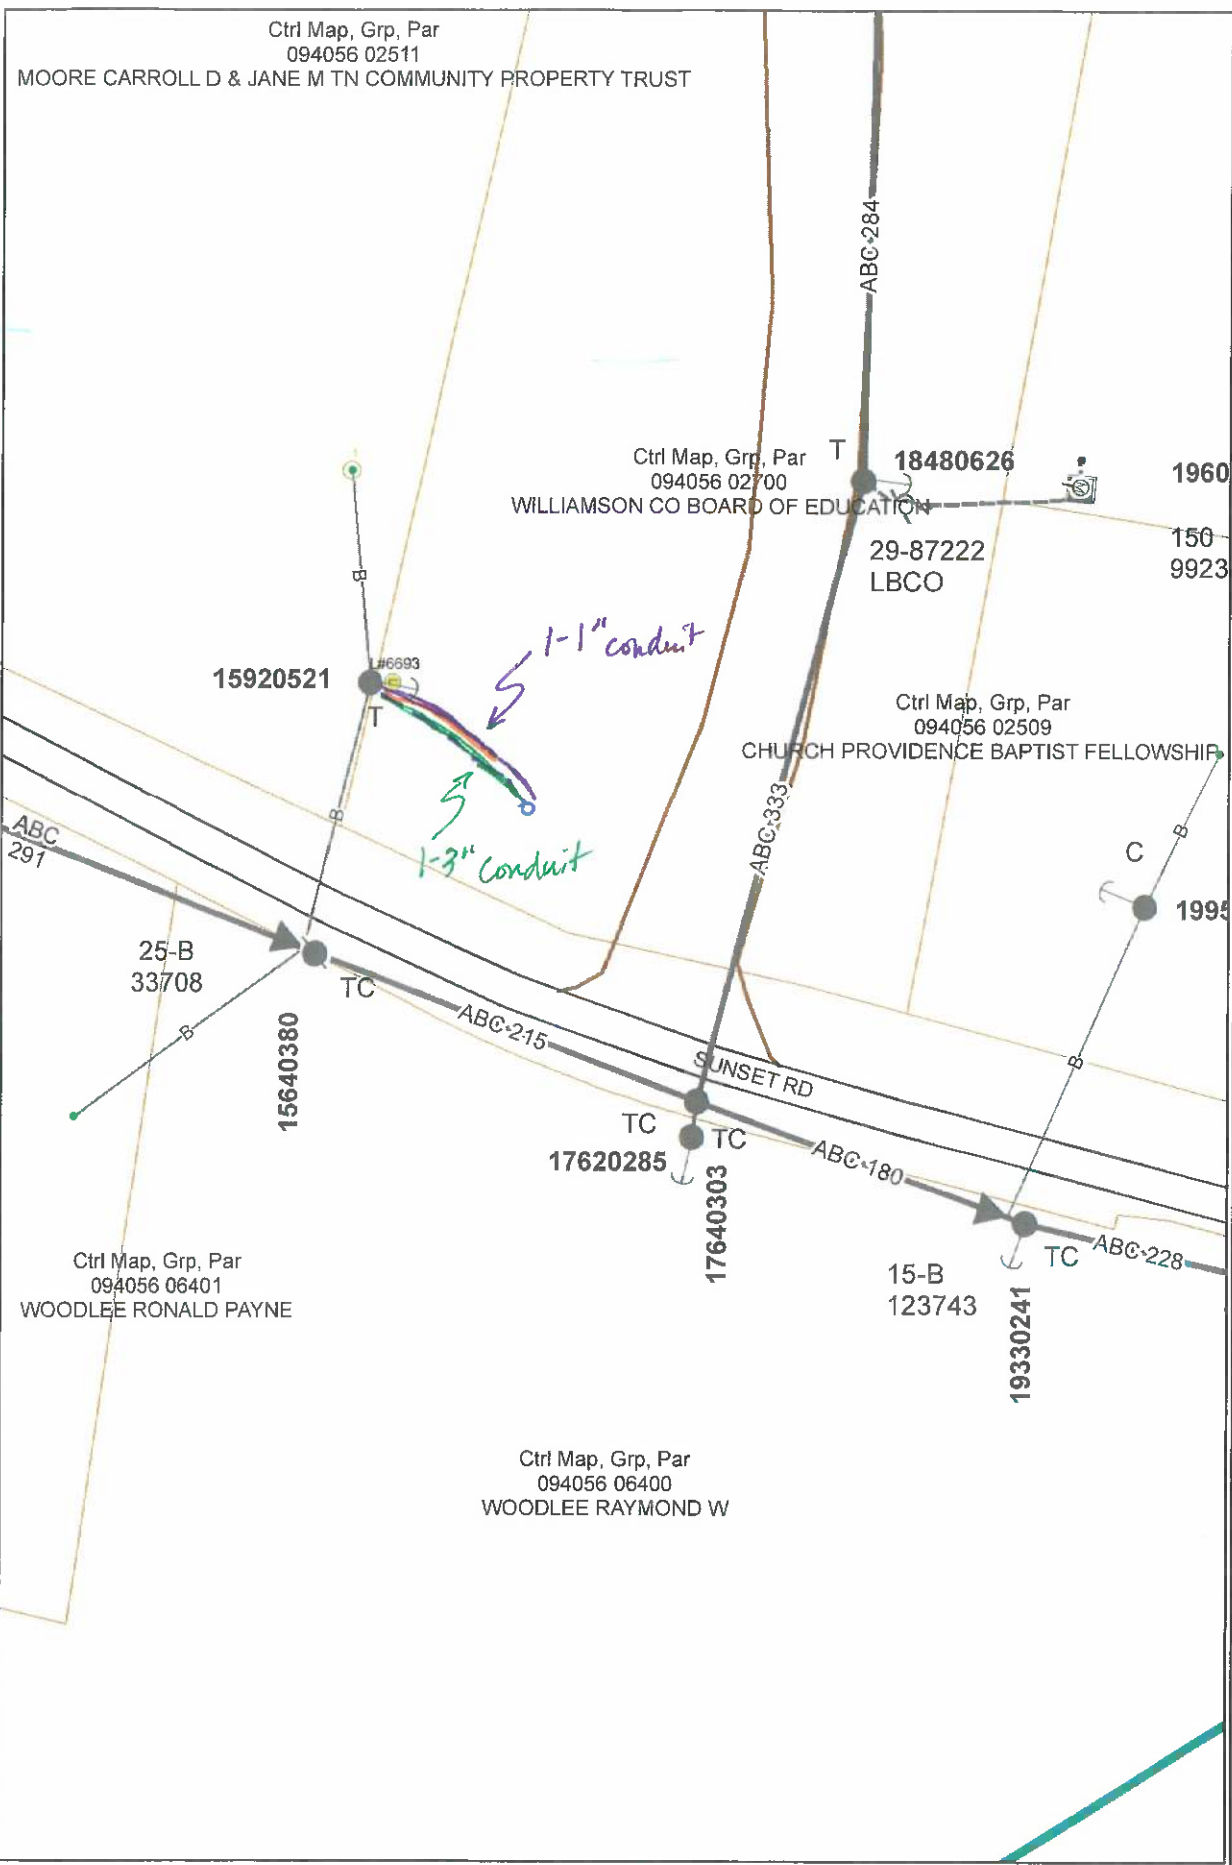 Ctrl Map, Grp, Par
094056 02511
MOORE CARROLL D & JANE M TN COMMUNITY PROPERTY TRUST
ABC-284
Ctrl Map, Grp, Par
094056 02700
WILLIAMSON CO BOARD OF EDUCATION
T
18480626
1960
150
9923
29-87222
LBCO
B
1-1" conduit
15920521
L#6693
T
Ctrl Map, Grp, Par
094056 02509
CHURCH PROVIDENCE BAPTIST FELLOWSHIP
B
ABC-333
1-3" conduit
ABC
291
B
C
1995
25-B
33708
TC
B
15640380
ABC-215
SUNSET RD
B
TC
TC
17620285
17640303
ABC-180
TC
ABC-228
15-B
123743
19330241
Ctrl Map, Grp, Par
094056 06401
WOODLEE RONALD PAYNE
Ctrl Map, Grp, Par
094056 06400
WOODLEE RAYMOND W